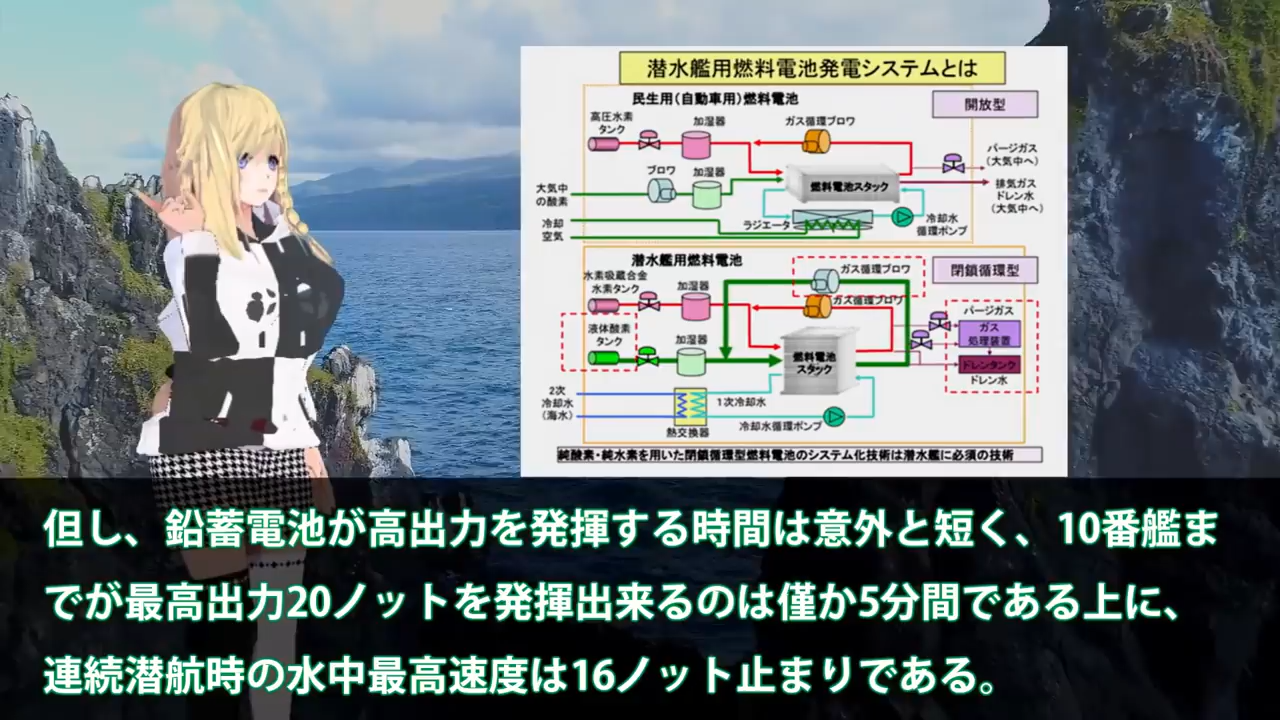 潜水艦用燃料電池発電システムとは
民生用(自動車用)燃料電池
開放型
高圧水素
タンク
加湿器
ガス循環ブロワ
パージガス
(大気中へ)
ブロワ
加湿器
燃料電池スタック
排気ガス
ドレン水
(大気中へ)
大気中
の酸素
冷却
空気
ラジエータ
冷却水
循環ポンプ
潜水艦用燃料電池
閉鎖循環型
水素吸蔵合金
水素タンク
加湿器
ガス循環ブロワ
ガス循環ブロワ
パージガス
ガス
処理装置
液体酸素
タンク
加湿器
燃料電池
スタック
ドレンタンク
ドレン水
2次
冷却水
(海水)
1次冷却水
熱交換器
冷却水循環ポンプ
純酸素・純水素を用いた閉鎖循環型燃料電池のシステム化技術は潜水艦に必須の技術
但し、鉛蓄電池が高出力を発揮する時間は意外と短く、10番艦ま
でが最高出力20ノットを発揮出来るのは僅か5分間である上に、
連続潜航時の水中最高速度は16ノット止まりである。